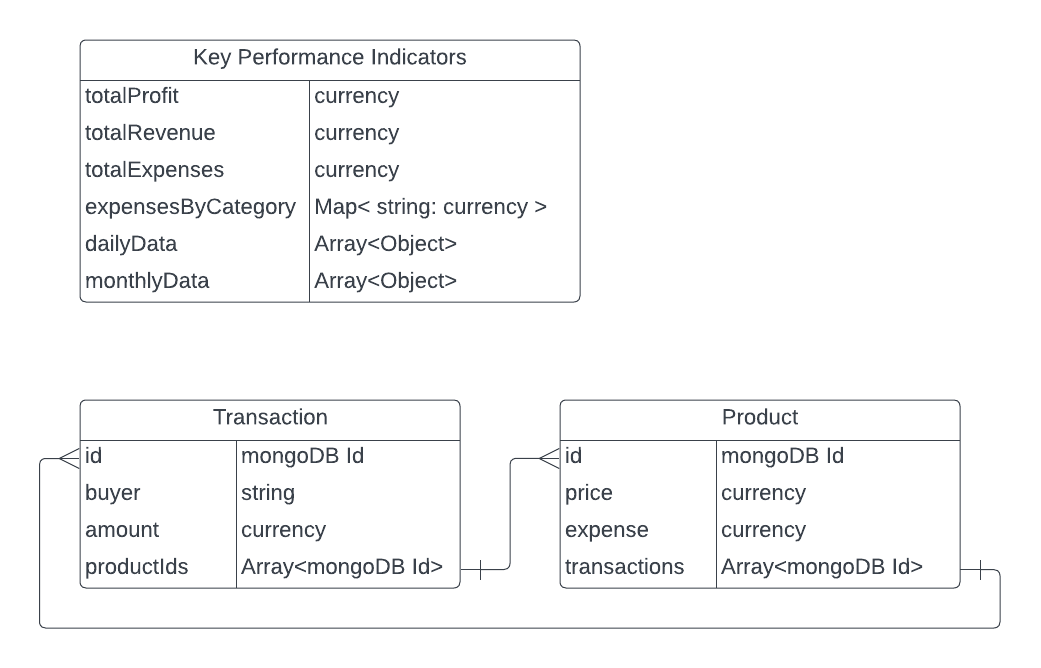 Key Performance Indicators
totalProfit currency
totalRevenue currency
totalExpenses currency
expensesByCategory Map< string: currency >
dailyData Array<Object>
monthlyData Array<Object>
Transaction
id mongoDB Id
buyer string
amount currency
productIds Array<mongoDB Id>
Product
id mongoDB Id
price currency
expense currency
transactions Array<mongoDB Id>